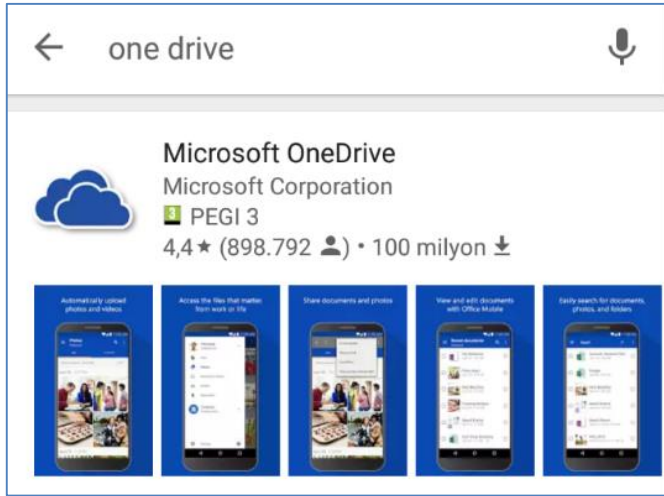 one drive
Microsoft OneDrive
Microsoft Corporation
3 PEGI 3
4,4★ (898.792 ) • 100 milyon
Automatically upload
photos and videos
Access the files that matter
from work or life
Share documents and photos
View and edit documents
with Office Mobile
Easily search for documents,
photos, and folders